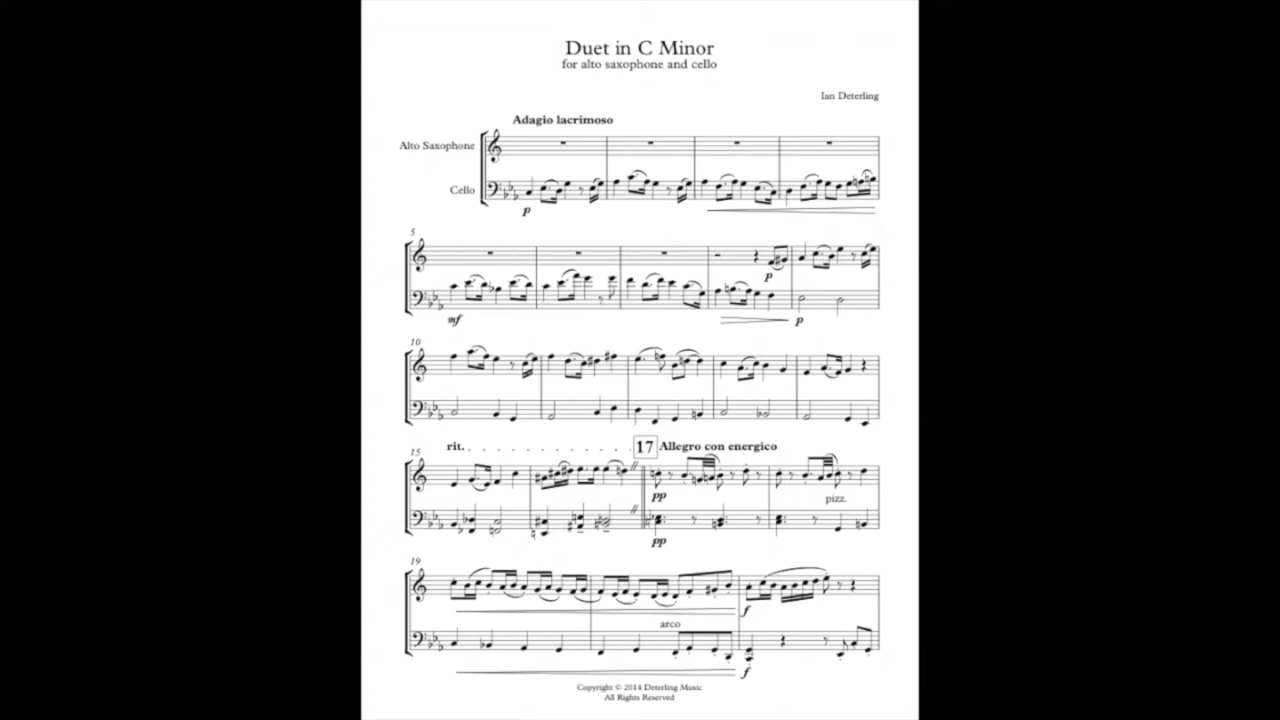 Duet in C Minor
for alto saxophone and cello
Ian Deterling
Adagio lacrimoso
Alto Saxophone
Cello
p
5
p
mf
p
10
rit.
17 Allegro con energico
15
pp
pizz.
pp
19
f
arco
f
Copyright © 2014 Deterling Music
All Rights Reserved